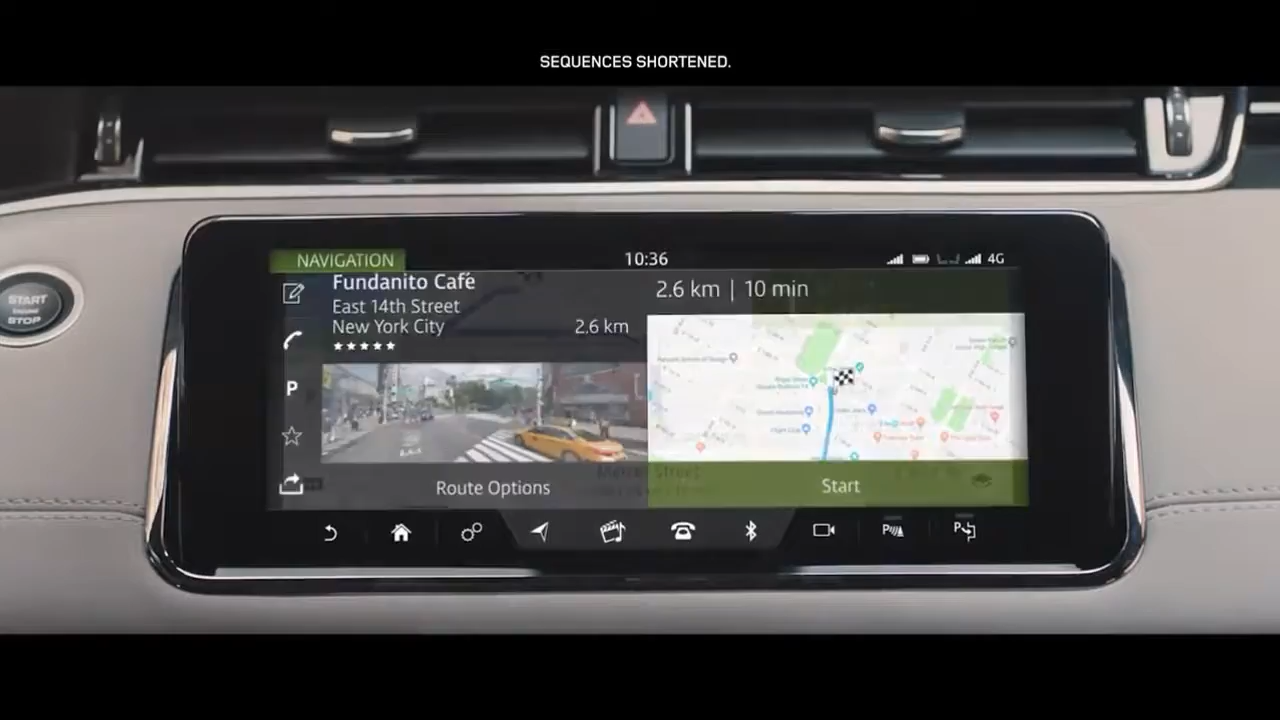 SEQUENCES SHORTENED.
START
STOP
NAVIGATION
10:36
4G
Fundanito Café
East 14th Street
New York City
2.6 km
2.6 km | 10 min
P
Route Options
Start